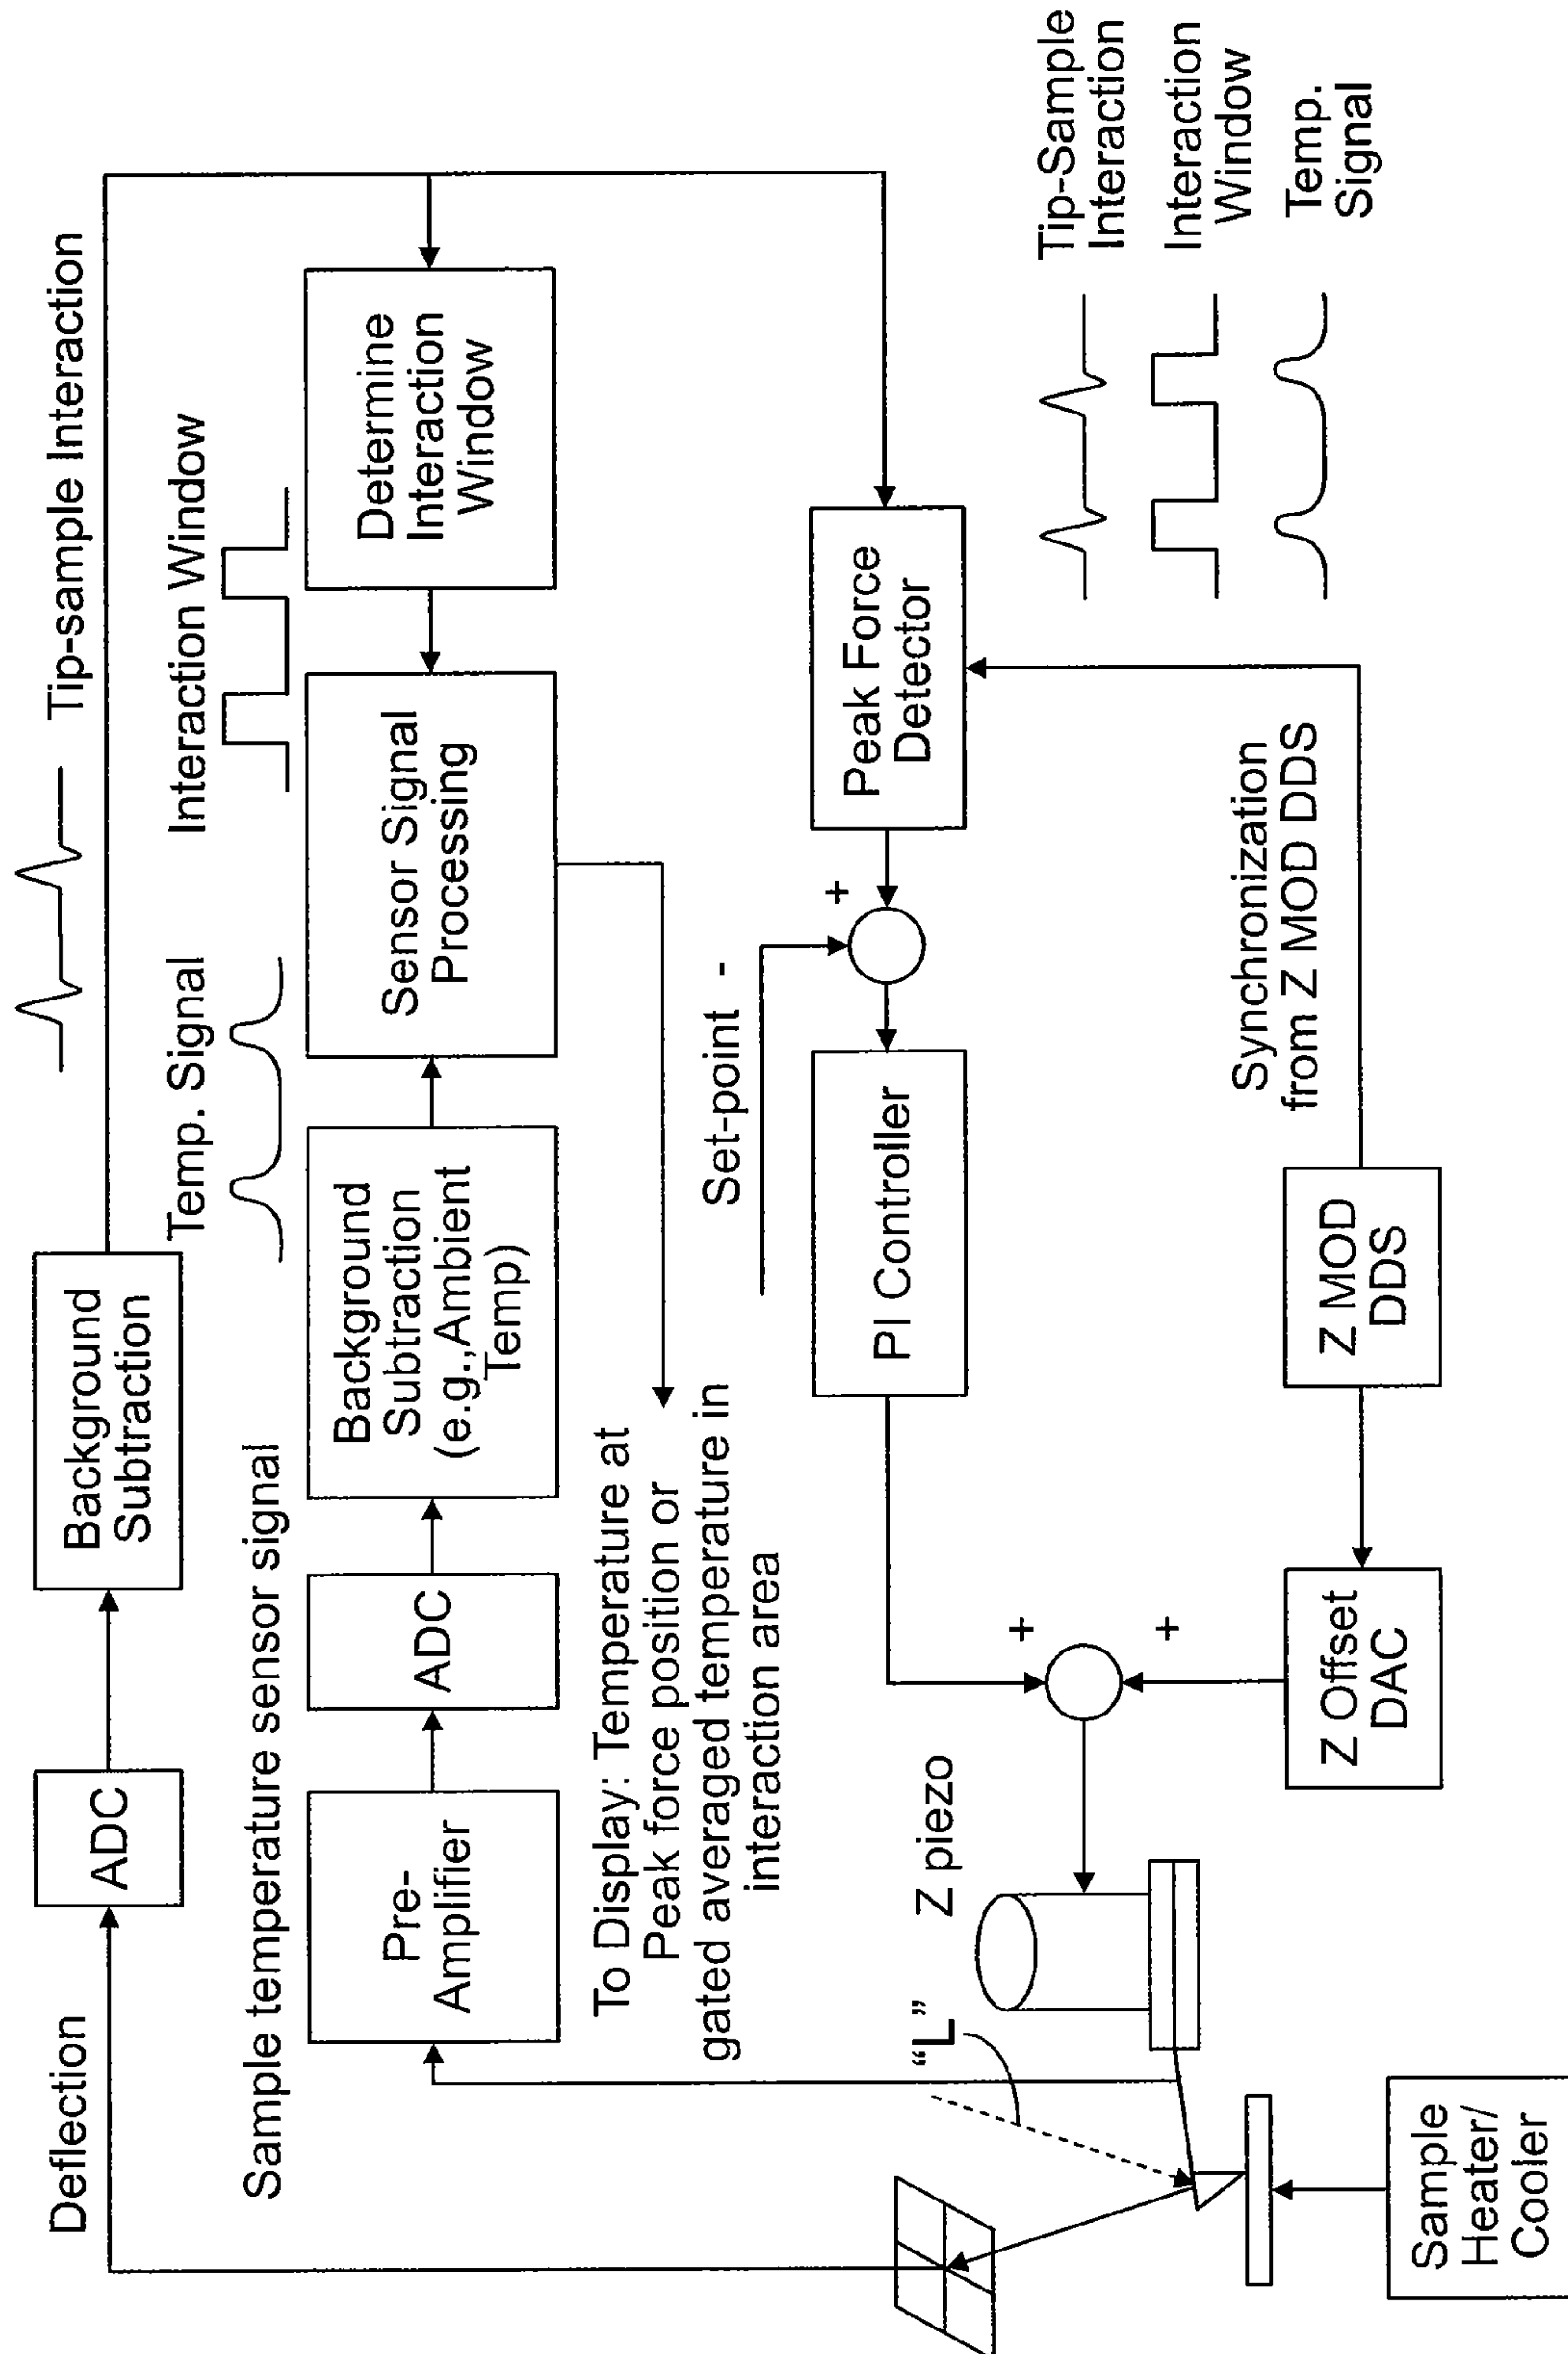 Deflection
ADC
Background
Subtraction
Tip-sample Interaction
Sample temperature sensor signal
Pre-
Amplifier
ADC
Background
Subtraction
(e.g.,Ambient
Temp)
Temp. Signal
Sensor Signal
Processing
Interaction Window
Determine
Interaction
Window
To Display: Temperature at
Peak force position or
gated averaged temperature in
interaction area
Set-point -
PI Controller
+
Peak Force
Detector
"L"
Z piezo
+
+
Z Offset
DAC
Z MOD
DDS
Synchronization
from Z MOD DDS
Tip-Sample
Interaction
Interaction
Window
Temp.
Signal
Sample
Heater/
Cooler